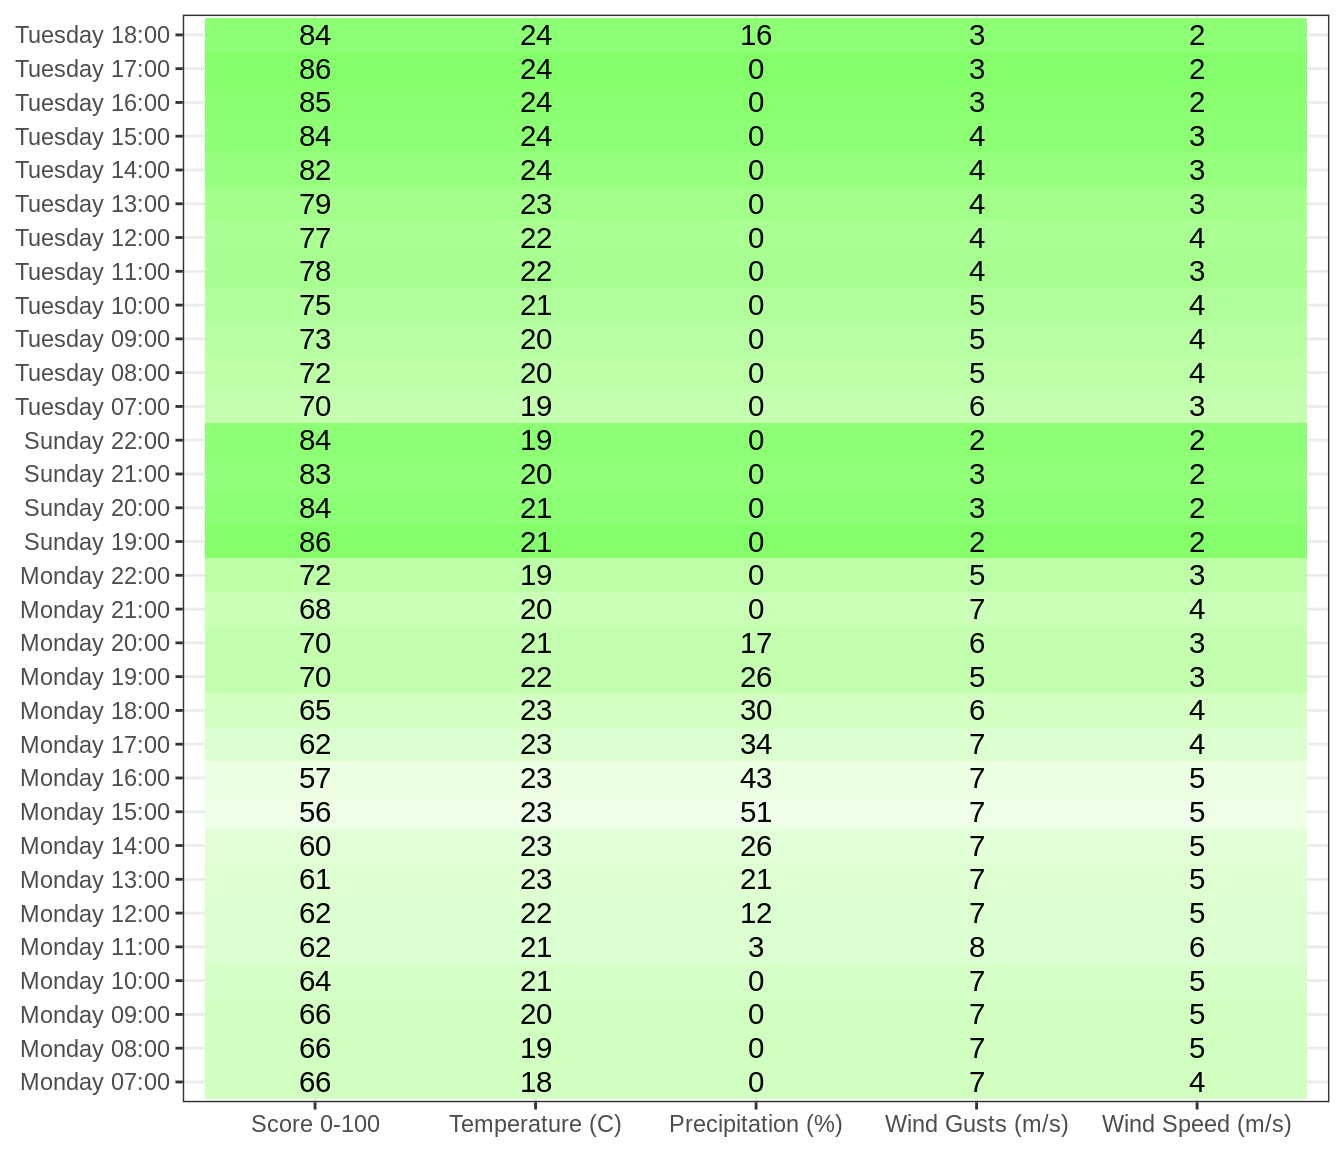 Tuesday 18:00 84 24 16 3 2
Tuesday 17:00 86 24 0 3 2
Tuesday 16:00 85 24 0 3 2
Tuesday 15:00 84 24 0 4 3
Tuesday 14:00 82 24 0 4 3
Tuesday 13:00 79 23 0 4 3
Tuesday 12:00 77 22 0 4 4
Tuesday 11:00 78 22 0 4 3
Tuesday 10:00 75 21 0 5 4
Tuesday 09:00 73 20 0 5 4
Tuesday 08:00 72 20 0 5 4
Tuesday 07:00 70 19 0 6 3
Sunday 22:00 84 19 0 2 2
Sunday 21:00 83 20 0 3 2
Sunday 20:00 84 21 0 3 2
Sunday 19:00 86 21 0 2 2
Monday 22:00 72 19 0 5 3
Monday 21:00 68 20 0 7 4
Monday 20:00 70 21 17 6 3
Monday 19:00 70 22 26 5 3
Monday 18:00 65 23 30 6 4
Monday 17:00 62 23 34 7 4
Monday 16:00 57 23 43 7 5
Monday 15:00 56 23 51 7 5
Monday 14:00 60 23 26 7 5
Monday 13:00 61 23 21 7 5
Monday 12:00 62 22 12 7 5
Monday 11:00 62 21 3 8 6
Monday 10:00 64 21 0 7 5
Monday 09:00 66 20 0 7 5
Monday 08:00 66 19 0 7 5
Monday 07:00 66 18 0 7 4
Score 0-100 Temperature (C) Precipitation (%) Wind Gusts (m/s) Wind Speed (m/s)